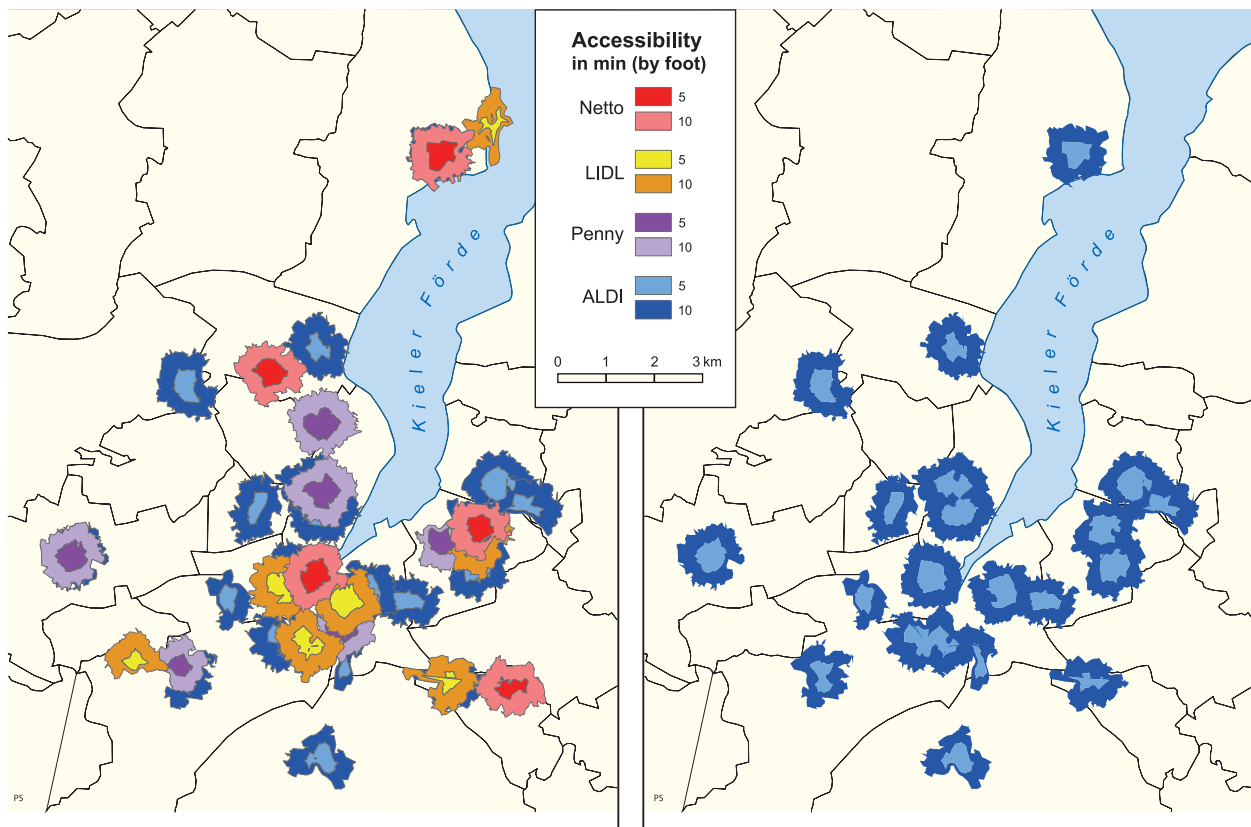 Accessibility
in min (by foot)
Netto
5
10
LIDL
5
10
Penny
5
10
ALDI
5
10
0 1 2 3 km
Kieler Förde
Kieler Förde
PS
PS